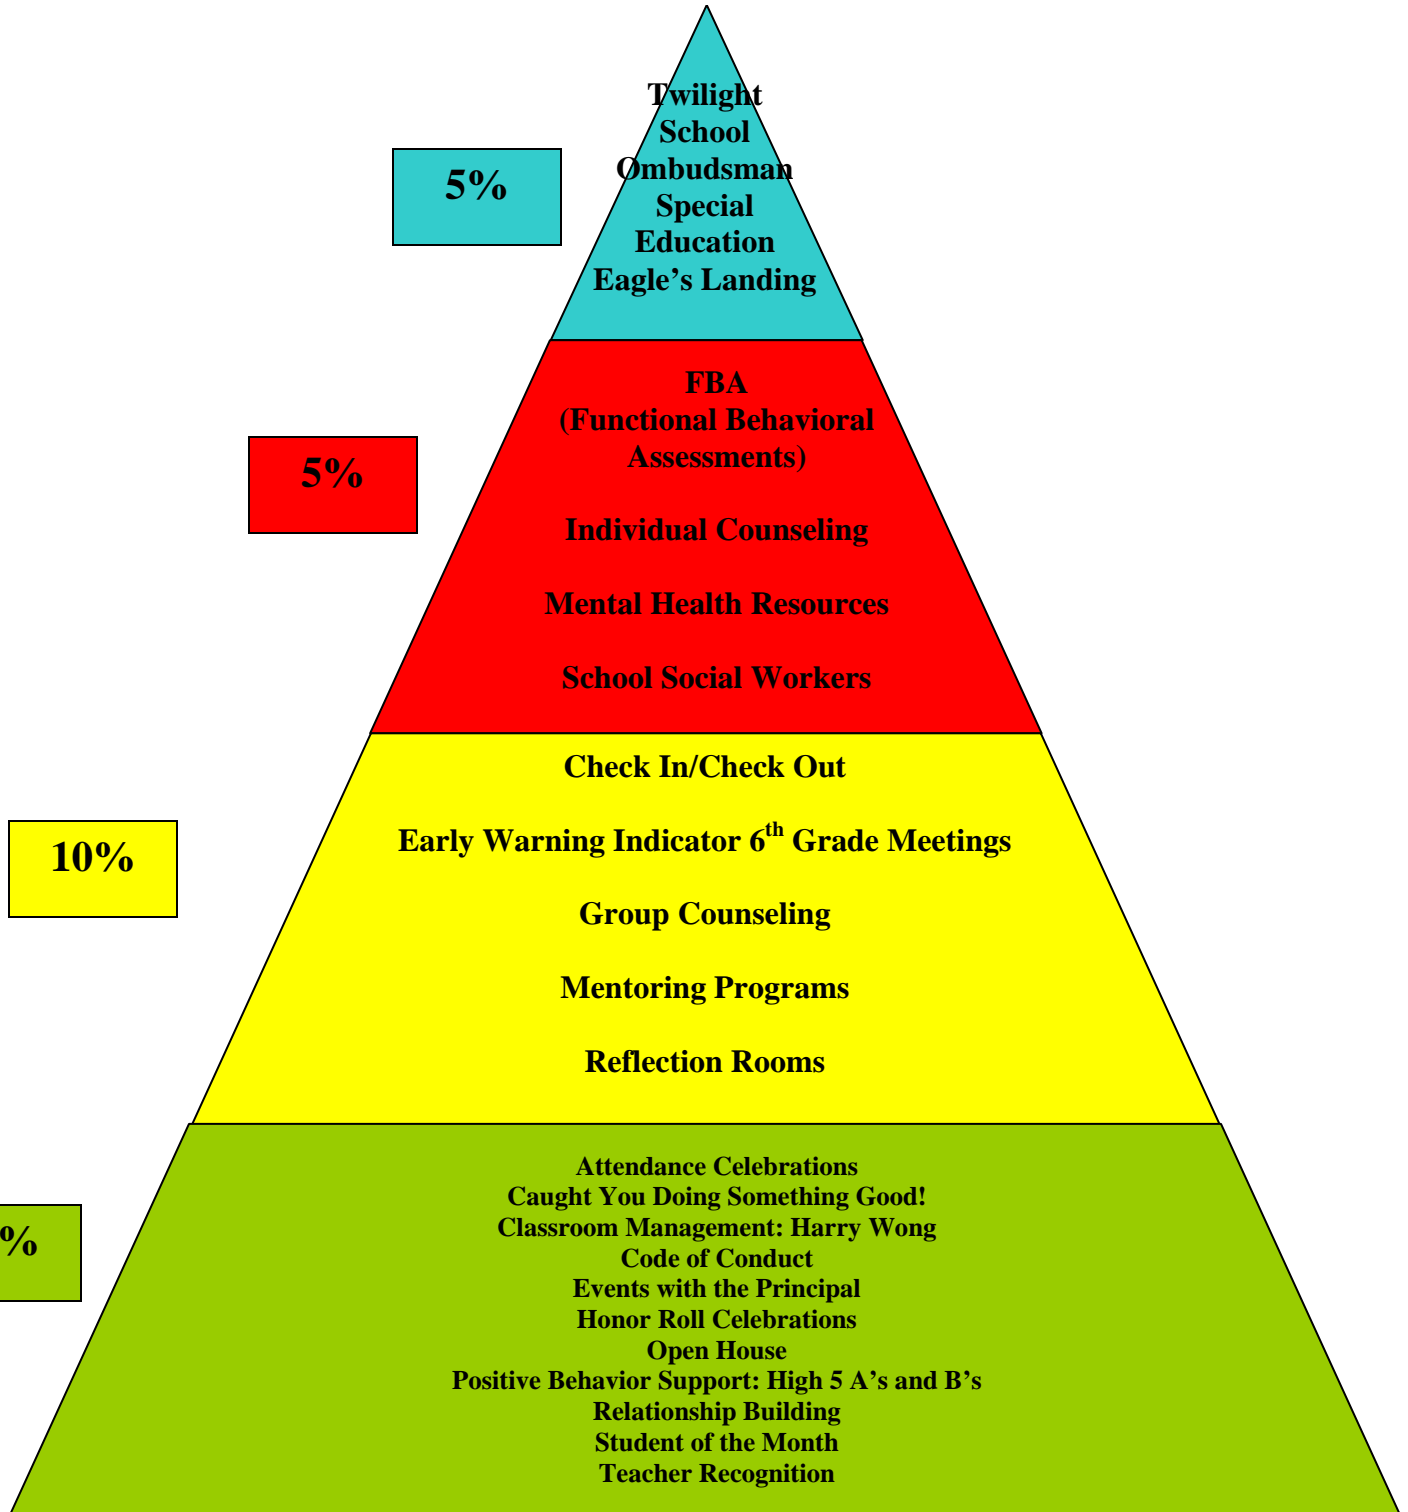 Twilight
School
Ombudsman
Special
Education
Eagle's Landing
5%
FBA
(Functional Behavioral
Assessments)
Individual Counseling
Mental Health Resources
School Social Workers
5%
Check In/Check Out
Early Warning Indicator 6th Grade Meetings
Group Counseling
Mentoring Programs
Reflection Rooms
10%
Attendance Celebrations
Caught You Doing Something Good!
Classroom Management: Harry Wong
Code of Conduct
Events with the Principal
Honor Roll Celebrations
Open House
Positive Behavior Support: High 5 A's and B's
Relationship Building
Student of the Month
Teacher Recognition
%